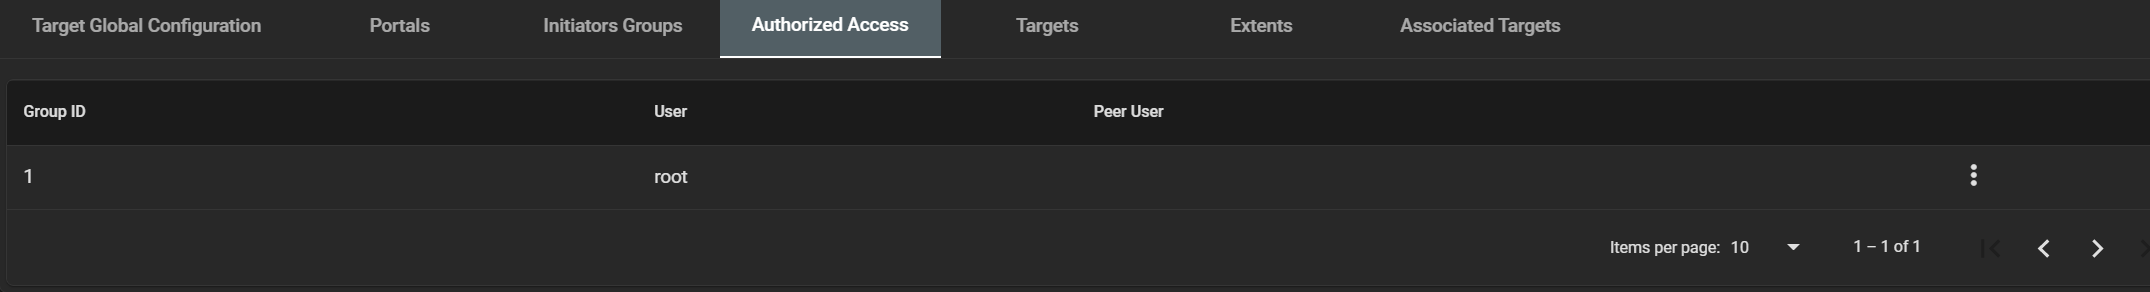 Target Global Configuration Portals Initiators Groups Authorized Access Targets Extents Associated Targets
Group ID User Peer User
1 root
Items per page: 10 1 – 1 of 1